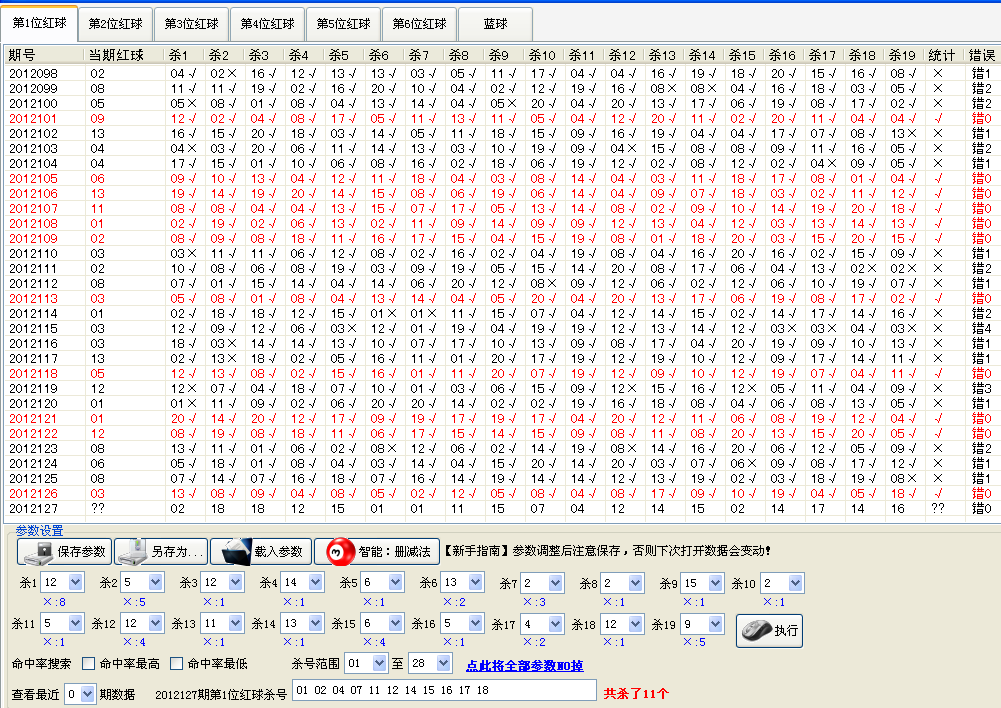 第1位红球 第2位红球 第3位红球 第4位红球 第5位红球 第6位红球 蓝球
期号 当期红球 杀1 杀2 杀3 杀4 杀5 杀6 杀7 杀8 杀9 杀10 杀11 杀12 杀13 杀14 杀15 杀16 杀17 杀18 杀19 统计 错误
2012098 02 04 √ 02 × 16 √ 12 √ 13 √ 13 √ 03 √ 05 √ 11 √ 17 √ 04 √ 04 √ 16 √ 19 √ 18 √ 20 √ 15 √ 16 √ 08 √ × 错1
2012099 08 11 √ 11 √ 19 √ 02 √ 16 √ 20 √ 10 √ 04 √ 02 √ 12 √ 19 √ 16 √ 08 × 08 × 04 √ 16 √ 18 √ 03 √ 05 √ × 错2
2012100 05 05 × 08 √ 01 √ 08 √ 04 √ 13 √ 14 √ 04 √ 05 × 20 √ 04 √ 20 √ 13 √ 17 √ 06 √ 19 √ 08 √ 17 √ 02 √ × 错2
2012101 09 12 √ 02 √ 04 √ 08 √ 17 √ 05 √ 11 √ 13 √ 11 √ 05 √ 04 √ 12 √ 20 √ 11 √ 02 √ 20 √ 11 √ 04 √ 04 √ √ 错0
2012102 13 16 √ 15 √ 20 √ 18 √ 03 √ 14 √ 05 √ 11 √ 18 √ 15 √ 09 √ 16 √ 19 √ 04 √ 04 √ 17 √ 07 √ 08 √ 13 × × 错1
2012103 04 04 × 03 √ 20 √ 06 √ 11 √ 14 √ 13 √ 03 √ 10 √ 19 √ 09 √ 04 × 15 √ 08 √ 08 √ 09 √ 11 √ 16 √ 05 √ × 错2
2012104 04 17 √ 15 √ 01 √ 10 √ 06 √ 08 √ 16 √ 02 √ 18 √ 06 √ 19 √ 12 √ 02 √ 08 √ 12 √ 02 √ 04 × 09 √ 05 √ × 错1
2012105 06 09 √ 10 √ 13 √ 04 √ 12 √ 11 √ 18 √ 04 √ 03 √ 08 √ 14 √ 04 √ 03 √ 11 √ 18 √ 17 √ 08 √ 01 √ 04 √ √ 错0
2012106 13 19 √ 14 √ 19 √ 20 √ 14 √ 15 √ 08 √ 06 √ 19 √ 06 √ 14 √ 04 √ 09 √ 07 √ 18 √ 03 √ 02 √ 11 √ 12 √ √ 错0
2012107 11 08 √ 08 √ 04 √ 04 √ 13 √ 15 √ 07 √ 17 √ 05 √ 13 √ 14 √ 08 √ 02 √ 09 √ 10 √ 14 √ 19 √ 20 √ 18 √ √ 错0
2012108 01 02 √ 19 √ 02 √ 06 √ 13 √ 02 √ 11 √ 09 √ 14 √ 09 √ 09 √ 12 √ 13 √ 04 √ 12 √ 03 √ 13 √ 14 √ 13 √ √ 错0
2012109 02 08 √ 09 √ 08 √ 18 √ 11 √ 16 √ 17 √ 15 √ 04 √ 15 √ 19 √ 08 √ 01 √ 18 √ 20 √ 03 √ 15 √ 20 √ 15 √ √ 错0
2012110 03 03 × 11 √ 11 √ 06 √ 12 √ 08 √ 02 √ 16 √ 02 √ 04 √ 19 √ 08 √ 04 √ 16 √ 20 √ 16 √ 02 √ 15 √ 09 √ × 错1
2012111 02 10 √ 08 √ 06 √ 08 √ 19 √ 03 √ 09 √ 19 √ 05 √ 15 √ 14 √ 20 √ 08 √ 17 √ 06 √ 04 √ 13 √ 02 × 02 × × 错2
2012112 08 07 √ 01 √ 15 √ 14 √ 04 √ 14 √ 06 √ 20 √ 12 √ 08 × 09 √ 12 √ 06 √ 02 √ 12 √ 06 √ 10 √ 19 √ 07 √ × 错1
2012113 03 05 √ 08 √ 01 √ 08 √ 04 √ 13 √ 14 √ 04 √ 05 √ 20 √ 04 √ 20 √ 13 √ 17 √ 06 √ 19 √ 08 √ 17 √ 02 √ √ 错0
2012114 01 02 √ 18 √ 18 √ 12 √ 15 √ 01 × 01 × 11 √ 15 √ 07 √ 04 √ 12 √ 14 √ 15 √ 02 √ 14 √ 17 √ 14 √ 16 √ × 错2
2012115 03 12 √ 09 √ 12 √ 06 √ 03 × 12 √ 01 √ 19 √ 04 √ 19 √ 19 √ 12 √ 13 √ 14 √ 12 √ 03 × 03 × 04 √ 03 × × 错4
2012116 03 18 √ 03 × 14 √ 14 √ 13 √ 10 √ 07 √ 17 √ 10 √ 13 √ 09 √ 08 √ 17 √ 04 √ 20 √ 19 √ 09 √ 10 √ 13 √ × 错1
2012117 13 02 √ 13 × 18 √ 02 √ 05 √ 16 √ 11 √ 01 √ 20 √ 17 √ 19 √ 12 √ 19 √ 10 √ 12 √ 09 √ 17 √ 14 √ 11 √ × 错1
2012118 05 12 √ 13 √ 08 √ 02 √ 15 √ 16 √ 01 √ 11 √ 20 √ 07 √ 19 √ 12 √ 09 √ 10 √ 12 √ 19 √ 07 √ 04 √ 11 √ √ 错0
2012119 12 12 × 07 √ 04 √ 18 √ 07 √ 10 √ 01 √ 03 √ 06 √ 15 √ 09 √ 12 × 15 √ 16 √ 12 × 05 √ 11 √ 04 √ 09 √ × 错3
2012120 01 01 × 11 √ 09 √ 02 √ 06 √ 20 √ 20 √ 14 √ 02 √ 02 √ 19 √ 16 √ 18 √ 08 √ 04 √ 06 √ 08 √ 13 √ 05 √ × 错1
2012121 01 20 √ 14 √ 20 √ 12 √ 17 √ 09 √ 19 √ 17 √ 19 √ 17 √ 04 √ 20 √ 12 √ 11 √ 06 √ 08 √ 19 √ 12 √ 04 √ √ 错0
2012122 12 08 √ 19 √ 08 √ 18 √ 11 √ 06 √ 17 √ 15 √ 14 √ 15 √ 09 √ 08 √ 11 √ 08 √ 20 √ 13 √ 15 √ 20 √ 05 √ √ 错0
2012123 08 13 √ 11 √ 01 √ 06 √ 02 √ 08 × 12 √ 06 √ 02 √ 14 √ 19 √ 08 × 14 √ 16 √ 20 √ 06 √ 12 √ 05 √ 09 √ × 错2
2012124 06 05 √ 18 √ 01 √ 08 √ 04 √ 03 √ 14 √ 04 √ 15 √ 20 √ 14 √ 20 √ 03 √ 07 √ 06 × 09 √ 08 √ 17 √ 12 √ × 错1
2012125 08 07 √ 14 √ 07 √ 16 √ 18 √ 07 √ 16 √ 14 √ 19 √ 14 √ 14 √ 12 √ 13 √ 19 √ 02 √ 03 √ 18 √ 19 √ 08 × × 错1
2012126 03 13 √ 08 √ 09 √ 04 √ 08 √ 05 √ 02 √ 12 √ 05 √ 08 √ 04 √ 08 √ 17 √ 09 √ 10 √ 19 √ 04 √ 05 √ 18 √ √ 错0
2012127 ?? 02 18 18 12 15 01 01 11 15 07 04 12 14 15 02 14 17 14 16 ?? 错0
参数设置
保存参数 另存为... 载入参数 智能：删减法 【新手指南】参数调整后注意保存，否则下次打开数据会变动！
杀1 12 杀2 5 杀3 12 杀4 14 杀5 6 杀6 13 杀7 2 杀8 2 杀9 15 杀10 2
×:8 ×:5 ×:1 ×:1 ×:1 ×:2 ×:3 ×:1 ×:1 ×:1
杀11 5 杀12 12 杀13 11 杀14 13 杀15 6 杀16 5 杀17 4 杀18 12 杀19 9 执行
×:1 ×:4 ×:1 ×:1 ×:4 ×:1 ×:2 ×:1 ×:5
命中率搜索 命中率最高 命中率最低 杀号范围 01 至 28 点此将全部参数NO掉
查看最近 0 期数据 2012127期第1位红球杀号 01 02 04 07 11 12 14 15 16 17 18 共杀了11个